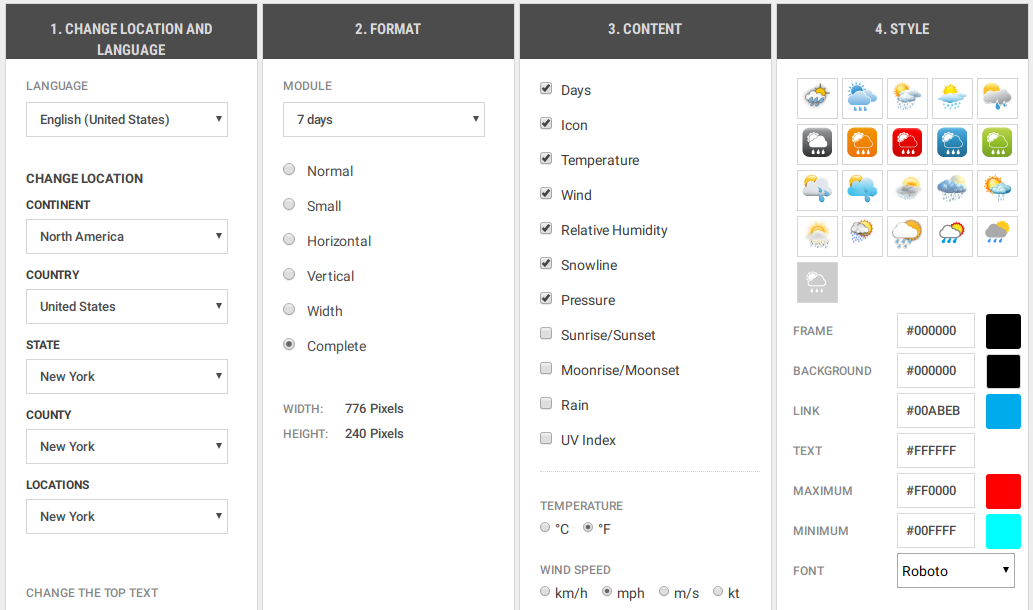 1. CHANGE LOCATION AND
LANGUAGE
LANGUAGE
English (United States)
CHANGE LOCATION
CONTINENT
North America
COUNTRY
United States
STATE
New York
COUNTY
New York
LOCATIONS
New York
CHANGE THE TOP TEXT
2. FORMAT
MODULE
7 days
Normal
Small
Horizontal
Vertical
Width
Complete
WIDTH: 776 Pixels
HEIGHT: 240 Pixels
3. CONTENT
Days
Icon
Temperature
Wind
Relative Humidity
Snowline
Pressure
Sunrise/Sunset
Moonrise/Moonset
Rain
UV Index
TEMPERATURE
°C °F
WIND SPEED
km/h mph m/s kt
4. STYLE
FRAME #000000
BACKGROUND #000000
LINK #00ABEB
TEXT #FFFFFF
MAXIMUM #FF0000
MINIMUM #00FFFF
FONT Roboto